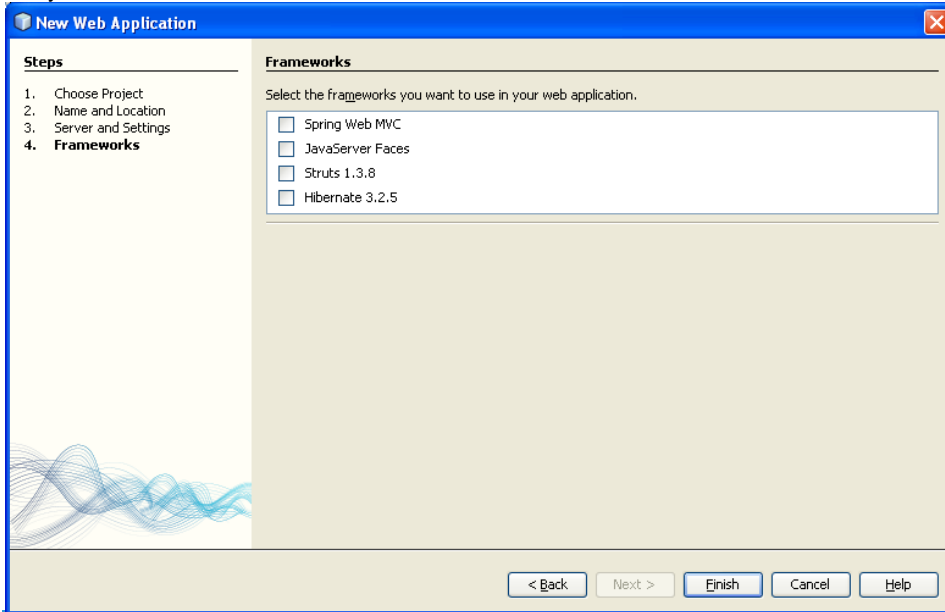 New Web Application
Steps
1. Choose Project
2. Name and Location
3. Server and Settings
4. Frameworks
Frameworks
Select the frameworks you want to use in your web application.
Spring Web MVC
JavaServer Faces
Struts 1.3.8
Hibernate 3.2.5
< Back
Next >
Finish
Cancel
Help